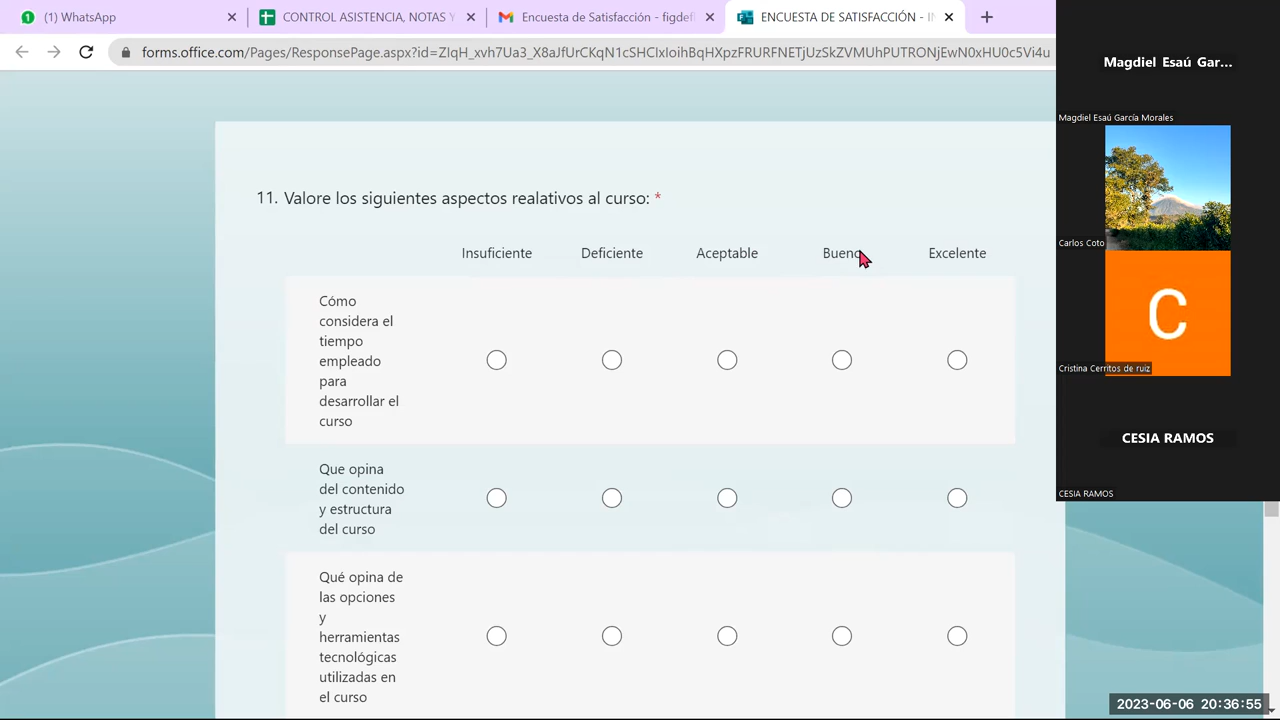 (1) WhatsApp
CONTROL ASISTENCIA, NOTAS Y
Encuesta de Satisfacción - figde
ENCUESTA DE SATISFACCIÓN - I
forms.office.com/Pages/ResponsePage.aspx?id=ZIqH_xvh7Ua3_X8aJfUrCKqN1cSHCIxIoihBqHXpzFRURFNETjUzSkZVMUhPUTRONjEwN0xHU0c5Vi4u
11. Valore los siguientes aspectos realativos al curso: *
Insuficiente Deficiente Aceptable Bueno Excelente
Cómo
considera el
tiempo
empleado
para
desarrollar el
curso
Que opina
del contenido
y estructura
del curso
Qué opina de
las opciones
y
herramientas
tecnológicas
utilizadas en
el curso
Magdiel Esaú Gar...
Magdiel Esaú García Morales
Carlos Coto
C
Cristina Cerritos de ruiz
CESIA RAMOS
CESIA RAMOS
2023-06-06 20:36:55